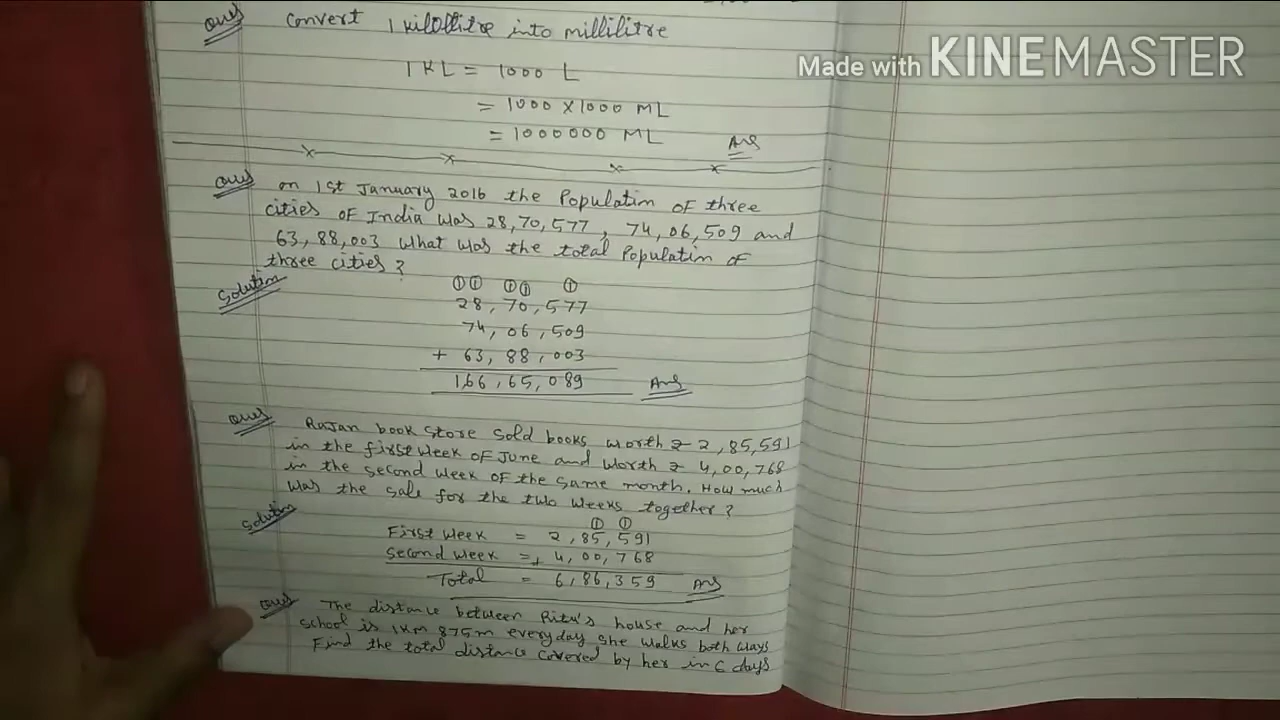 Ques Convert 1 kilolitre into millilitre
1 KL = 1000 L
= 1000 X 1000 ML
= 1000000 ML Ans
Ques on 1st January 2016 the Population of three
cities of India was 28,70,577, 74,06,509 and
63,88,003 what was the total Population of
three cities?
Solution
① ① ① ① ①
28,70,577
74,06,509
+ 63,88,003
166,65,089 Ans
Ques Rajan book store sold books worth ₹ 2,85,591
in the first week of June and worth ₹ 4,00,768
in the second week of the same month. How much
was the sale for the two weeks together?
Solution
① ①
First week = 2,85,591
Second week = + 4,00,768
Total = 6,86,359 Ans
Ques The distance between Ritu's house and her
school is 1km 875m everyday she walks both ways
Find the total distance covered by her in 6 days
Made with KINEMASTER